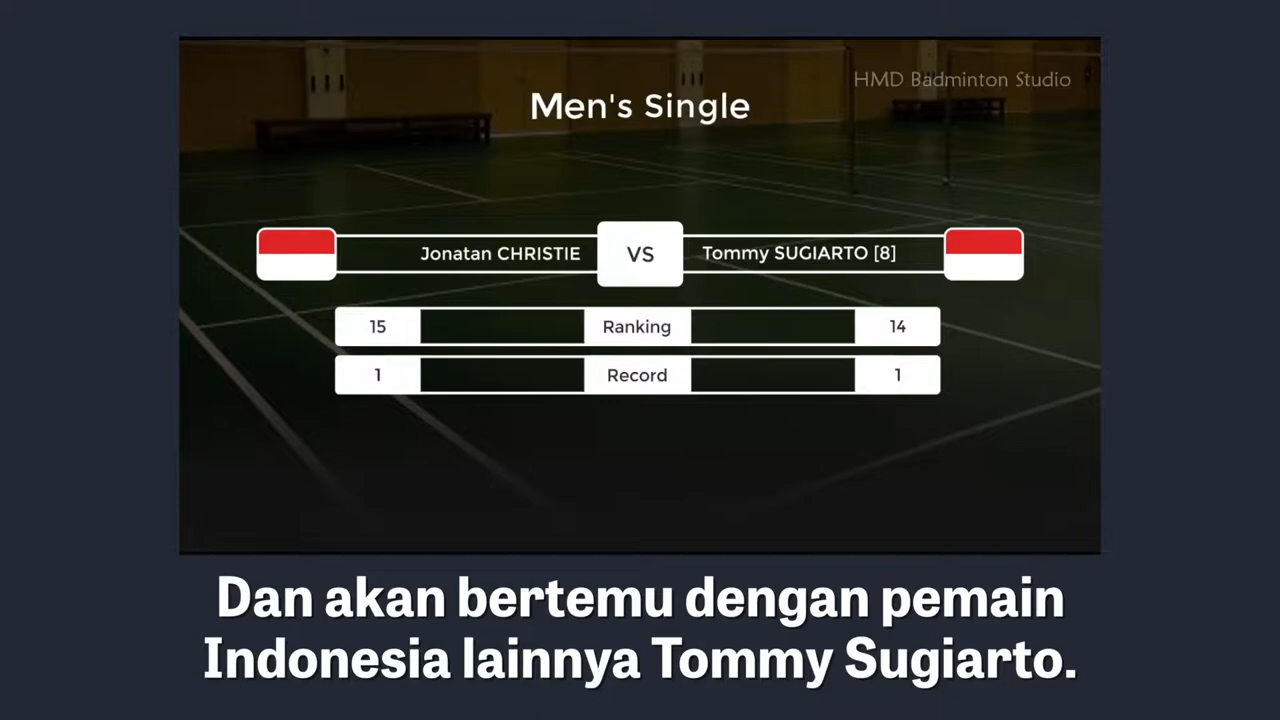 HMD Badminton Studio
Men's Single
Jonatan CHRISTIE VS Tommy SUGIARTO [8]
15 Ranking 14
1 Record 1
Dan akan bertemu dengan pemain
Indonesia lainnya Tommy Sugiarto.